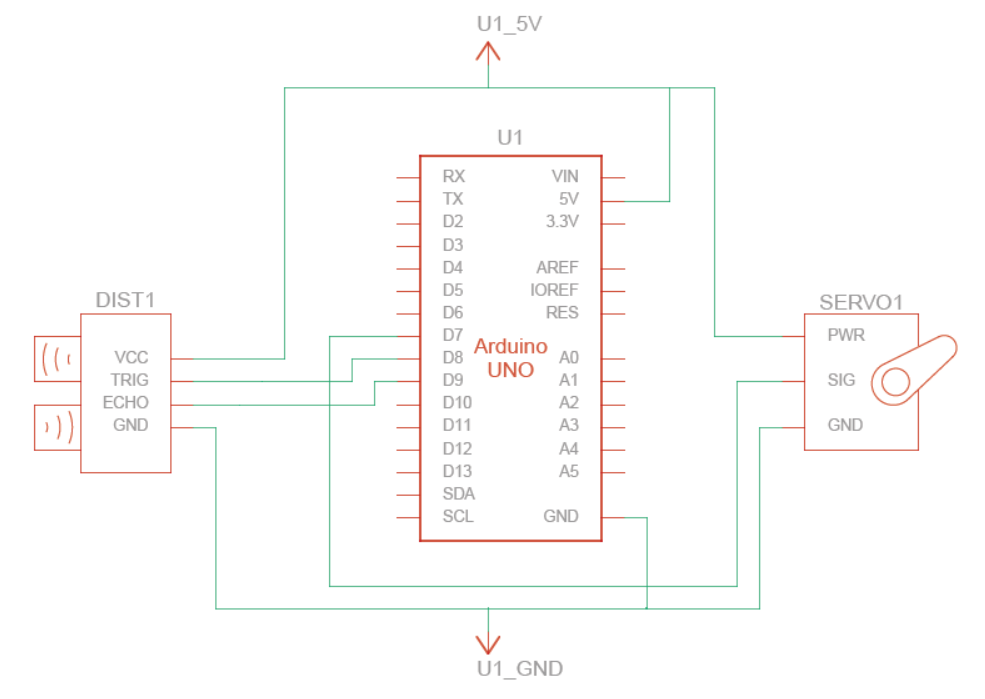 U1_5V
U1
RX
TX
D2
D3
D4
D5
D6
D7
D8
D9
D10
D11
D12
D13
SDA
SCL
Arduino
UNO
VIN
5V
3.3V
AREF
IOREF
RES
A0
A1
A2
A3
A4
A5
GND
DIST1
VCC
TRIG
ECHO
GND
SERVO1
PWR
SIG
GND
U1_GND